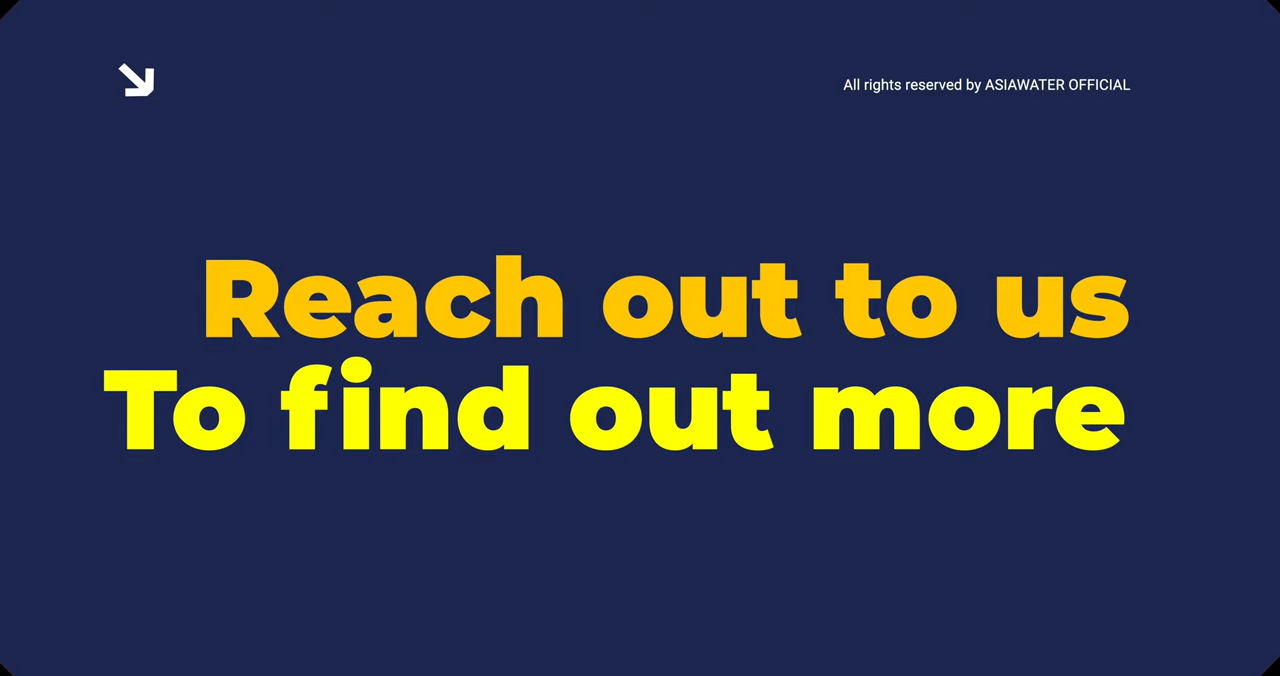 All rights reserved by ASIAWATER OFFICIAL
Reach out to us
To find out more